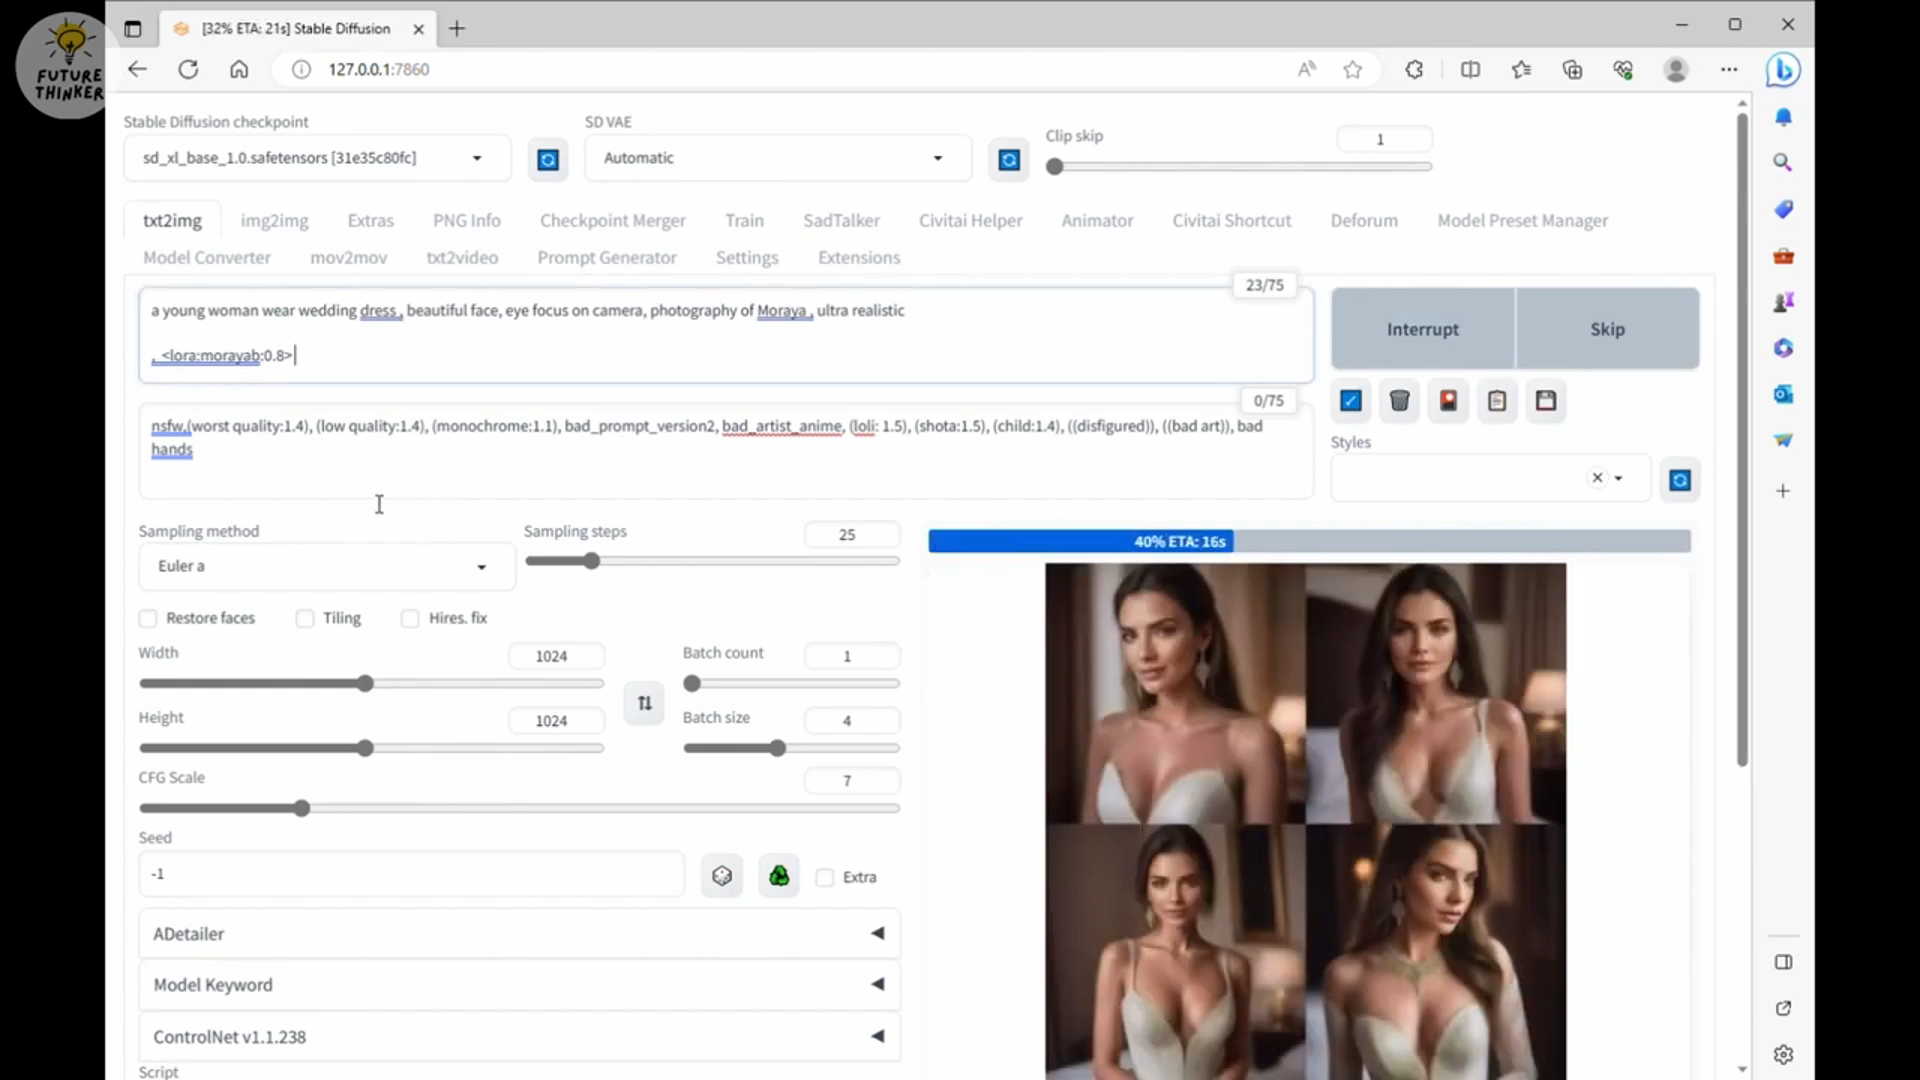 FUTURE
THINKER
[32% ETA: 21s] Stable Diffusion
127.0.0.1:7860
Stable Diffusion checkpoint
SD VAE
Clip skip
1
sd_xl_base_1.0.safetensors [31e35c80fc]
Automatic
txt2img
img2img
Extras
PNG Info
Checkpoint Merger
Train
SadTalker
Civitai Helper
Animator
Civitai Shortcut
Deforum
Model Preset Manager
Model Converter
mov2mov
txt2video
Prompt Generator
Settings
Extensions
23/75
a young woman wear wedding dress , beautiful face, eye focus on camera, photography of Moraya , ultra realistic
, <lora:morayab:0.8>
Interrupt
Skip
0/75
nsfw,(worst quality:1.4), (low quality:1.4), (monochrome:1.1), bad_prompt_version2, bad_artist_anime, (loli: 1.5), (shota:1.5), (child:1.4), ((disfigured)), ((bad art)), bad
hands
Styles
Sampling method
Sampling steps
25
Euler a
40% ETA: 16s
Restore faces
Tiling
Hires. fix
Width
1024
Batch count
1
Height
1024
Batch size
4
CFG Scale
7
Seed
-1
Extra
ADetailer
Model Keyword
ControlNet v1.1.238
Script